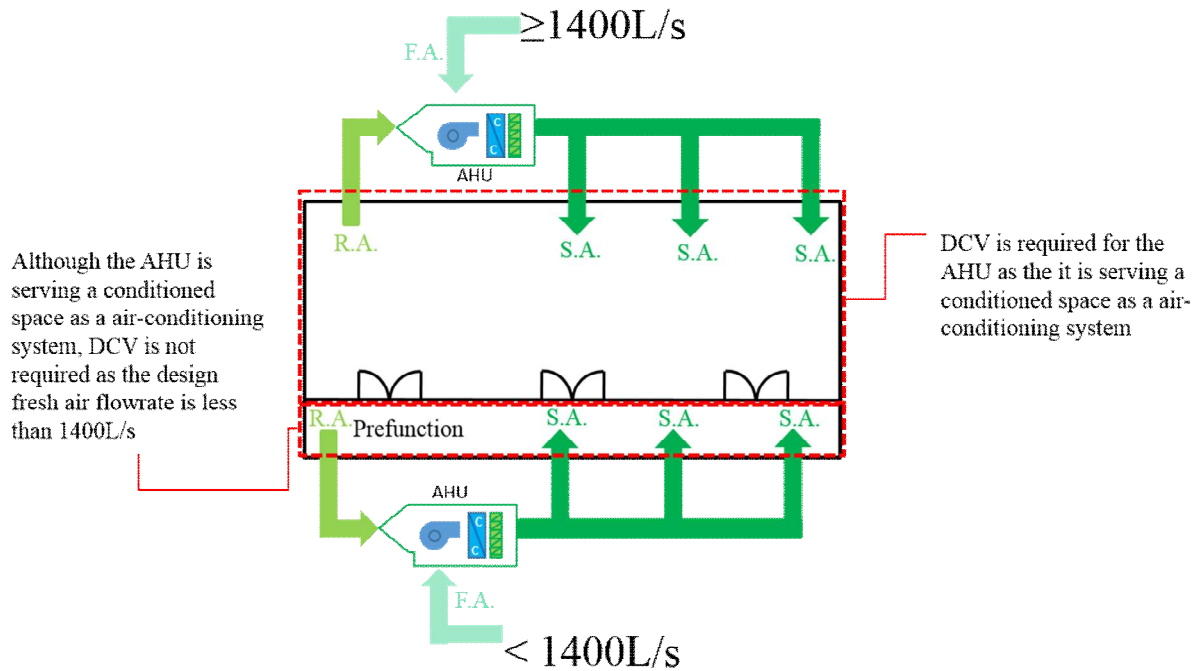 ≥1400L/s
F.A.
C
C
AHU
R.A.
S.A.
S.A.
S.A.
Although the AHU is
serving a conditioned
space as a air-conditioning
system, DCV is not
required as the design
fresh air flowrate is less
than 1400L/s
DCV is required for the
AHU as the it is serving a
conditioned space as a air-
conditioning system
R.A.
Prefunction
S.A.
S.A.
S.A.
AHU
C
C
F.A.
< 1400L/s